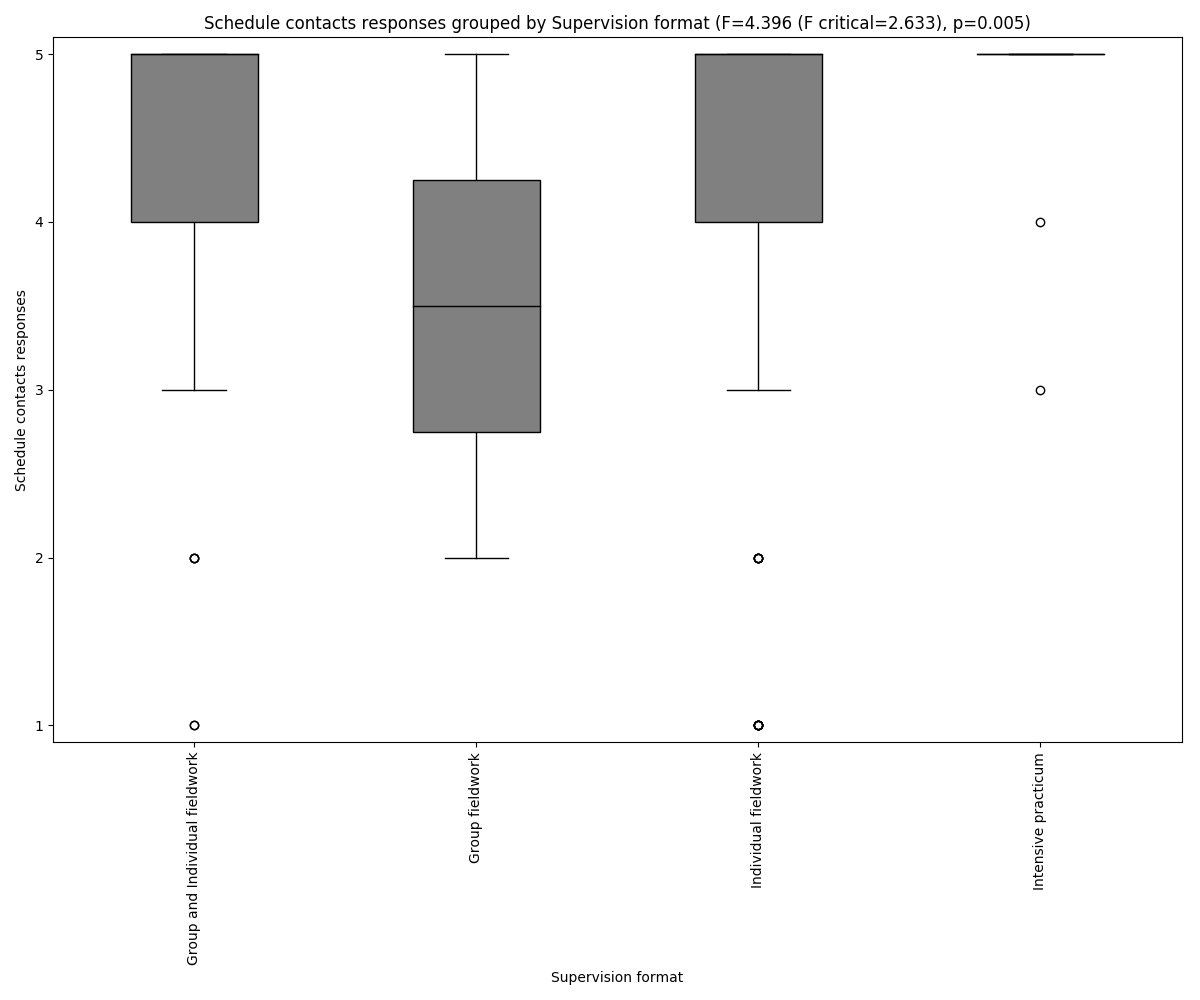 Schedule contacts responses grouped by Supervision format (F=4.396 (F critical=2.633), p=0.005)
5
4
3
2
1
Schedule contacts responses
Group and Individual fieldwork
Group fieldwork
Individual fieldwork
Intensive practicum
Supervision format